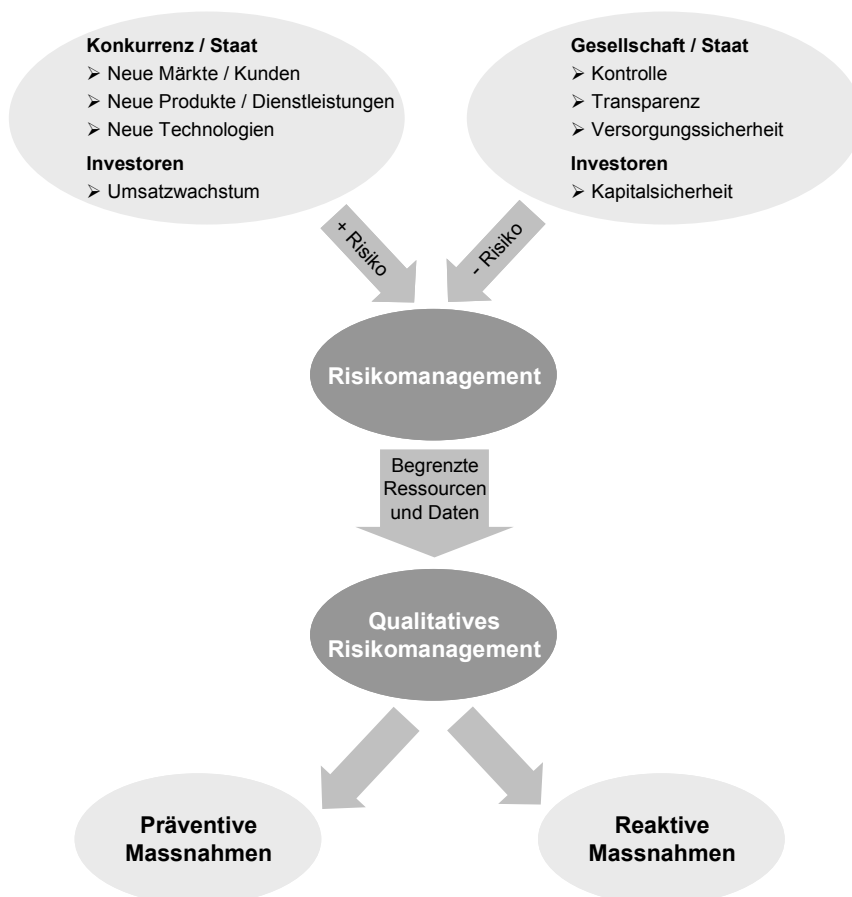 Konkurrenz / Staat
➢ Neue Märkte / Kunden
➢ Neue Produkte / Dienstleistungen
➢ Neue Technologien
Investoren
➢ Umsatzwachstum
Gesellschaft / Staat
➢ Kontrolle
➢ Transparenz
➢ Versorgungssicherheit
Investoren
➢ Kapitalsicherheit
+ Risiko
- Risiko
Risikomanagement
Begrenzte
Ressourcen
und Daten
Qualitatives
Risikomanagement
Präventive
Massnahmen
Reaktive
Massnahmen